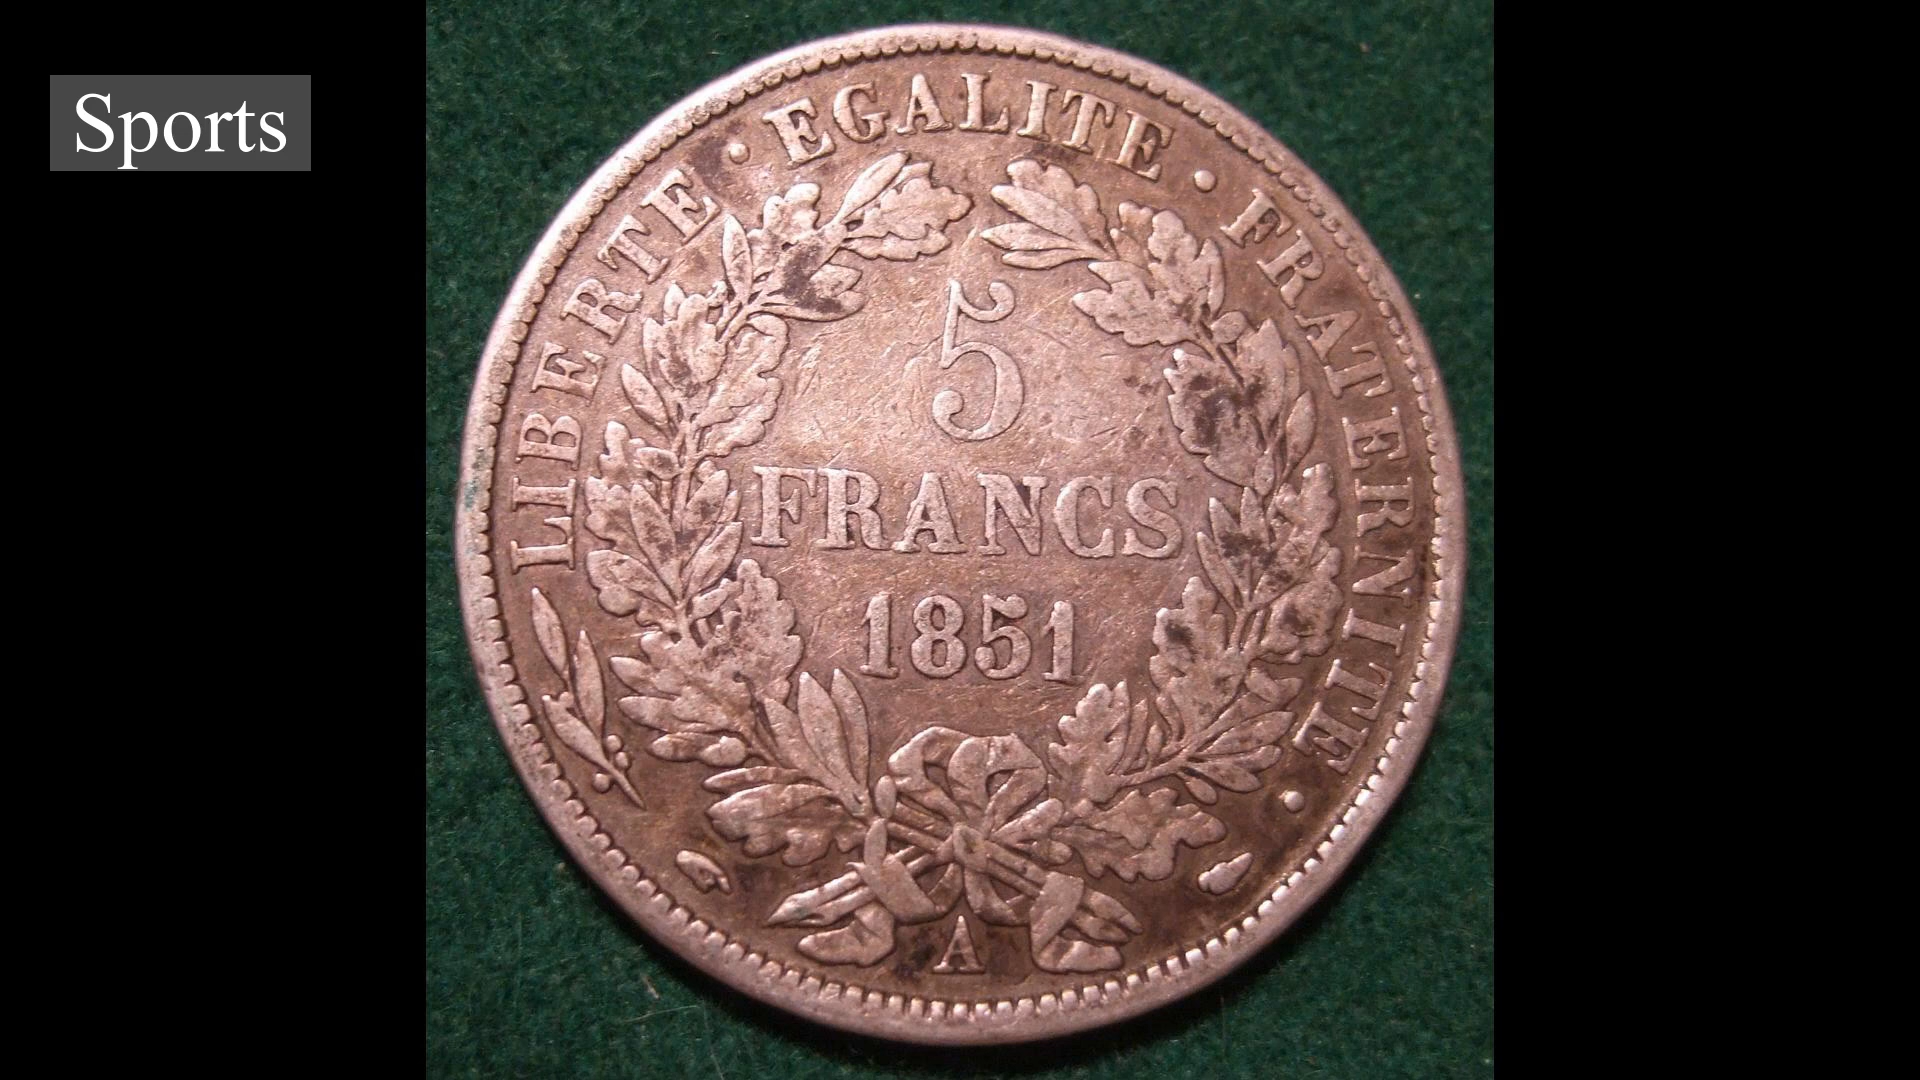 Sports
LIBERTE · EGALITE · FRATERNITE ·
5
FRANCS
1851
A